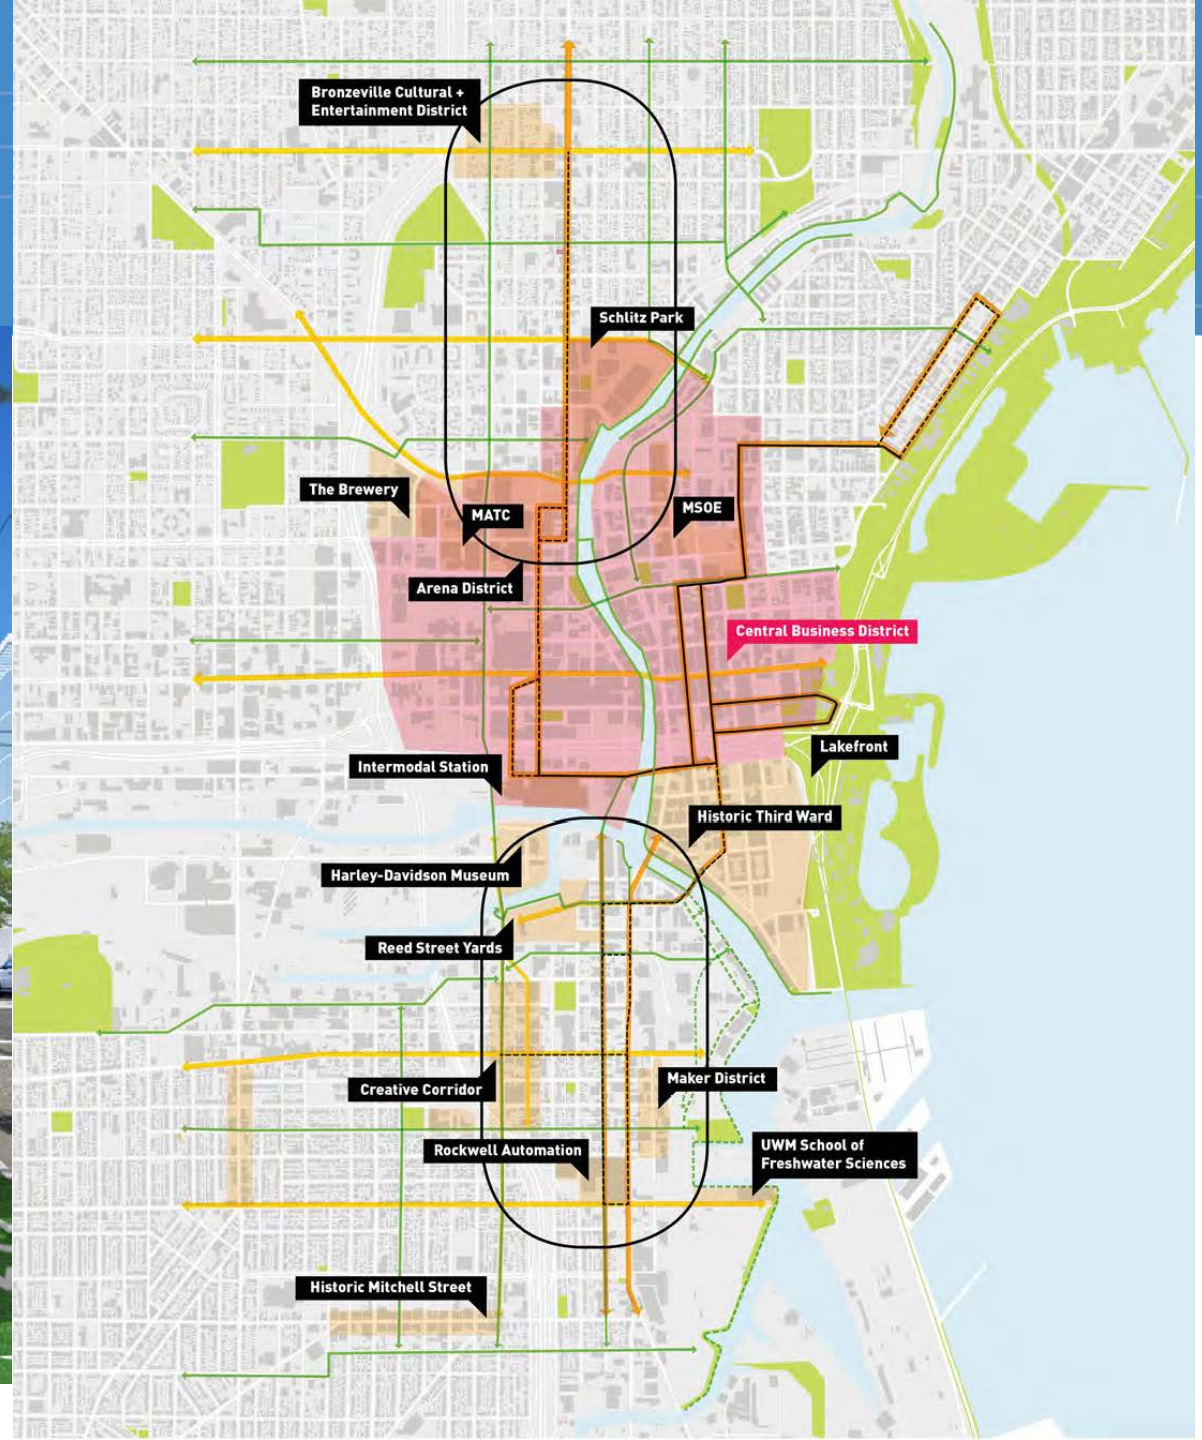 Bronzeville Cultural +
Entertainment District
Schlitz Park
The Brewery
MATC
MSOE
Arena District
Central Business District
Lakefront
Intermodal Station
Historic Third Ward
Harley-Davidson Museum
Reed Street Yards
Creative Corridor
Maker District
Rockwell Automation
UWM School of
Freshwater Sciences
Historic Mitchell Street